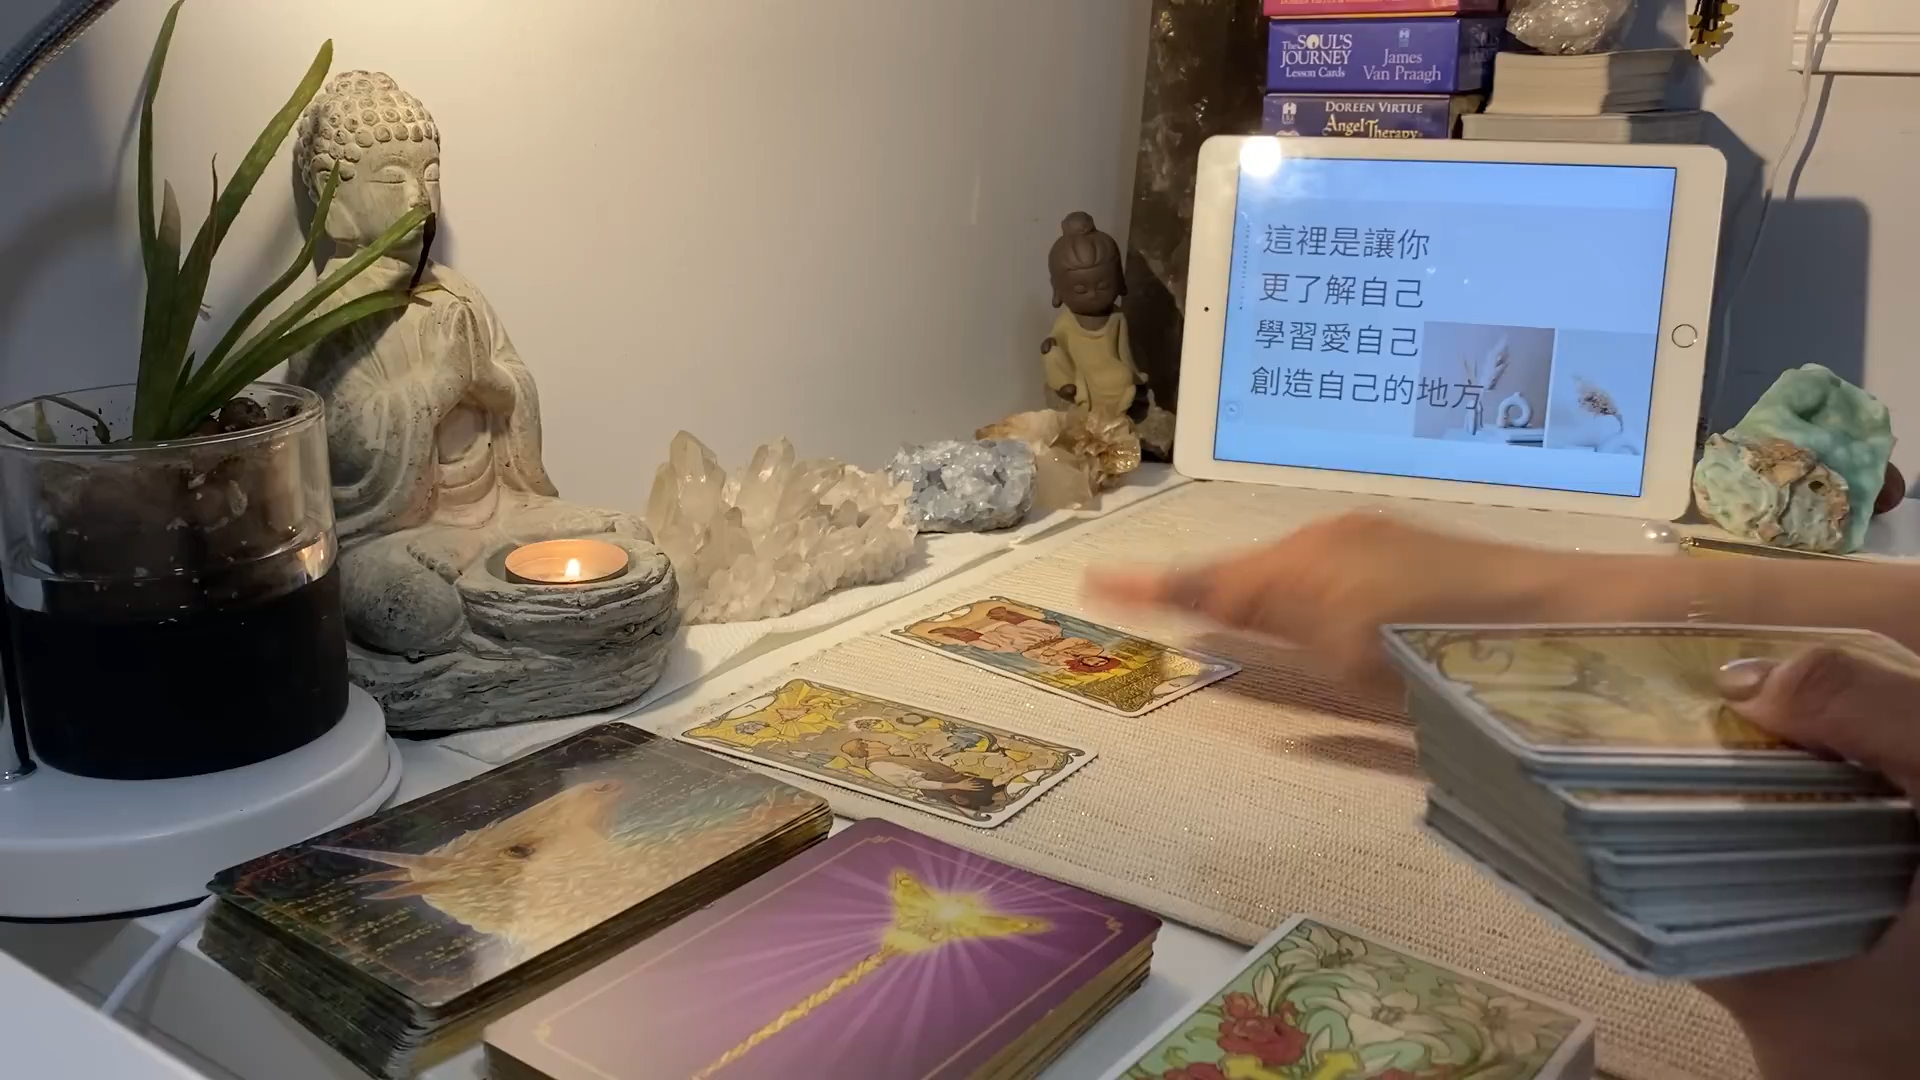 The SOUL'S
JOURNEY
Lesson Cards
James
Van Praagh
DOREEN VIRTUE
Angel Therapy
這裡是讓你
更了解自己
學習愛自己
創造自己的地方